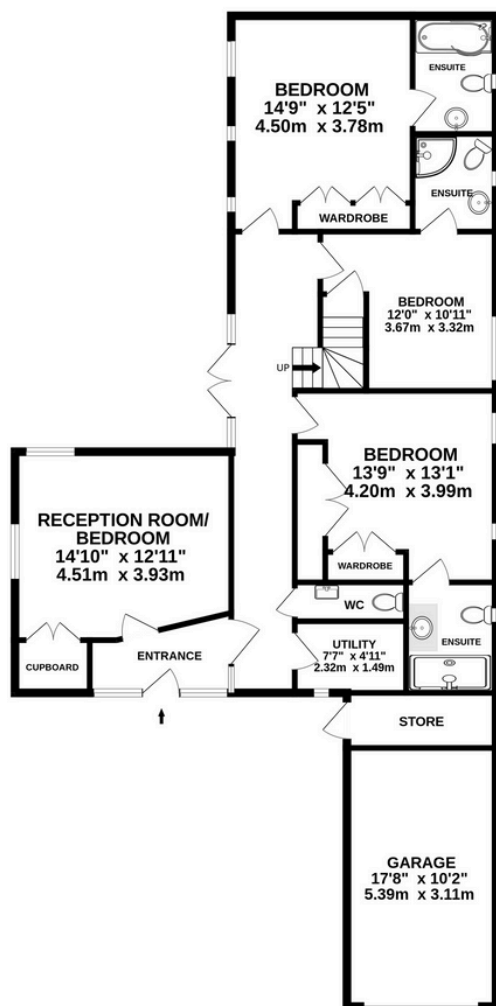 BEDROOM
14'9" x 12'5"
4.50m x 3.78m
ENSUITE
ENSUITE
WARDROBE
BEDROOM
12'0" x 10'11"
3.67m x 3.32m
UP
BEDROOM
13'9" x 13'1"
4.20m x 3.99m
RECEPTION ROOM/
BEDROOM
14'10" x 12'11"
4.51m x 3.93m
WARDROBE
WC
ENSUITE
UTILITY
7'7" x 4'11"
2.32m x 1.49m
ENTRANCE
CUPBOARD
STORE
GARAGE
17'8" x 10'2"
5.39m x 3.11m